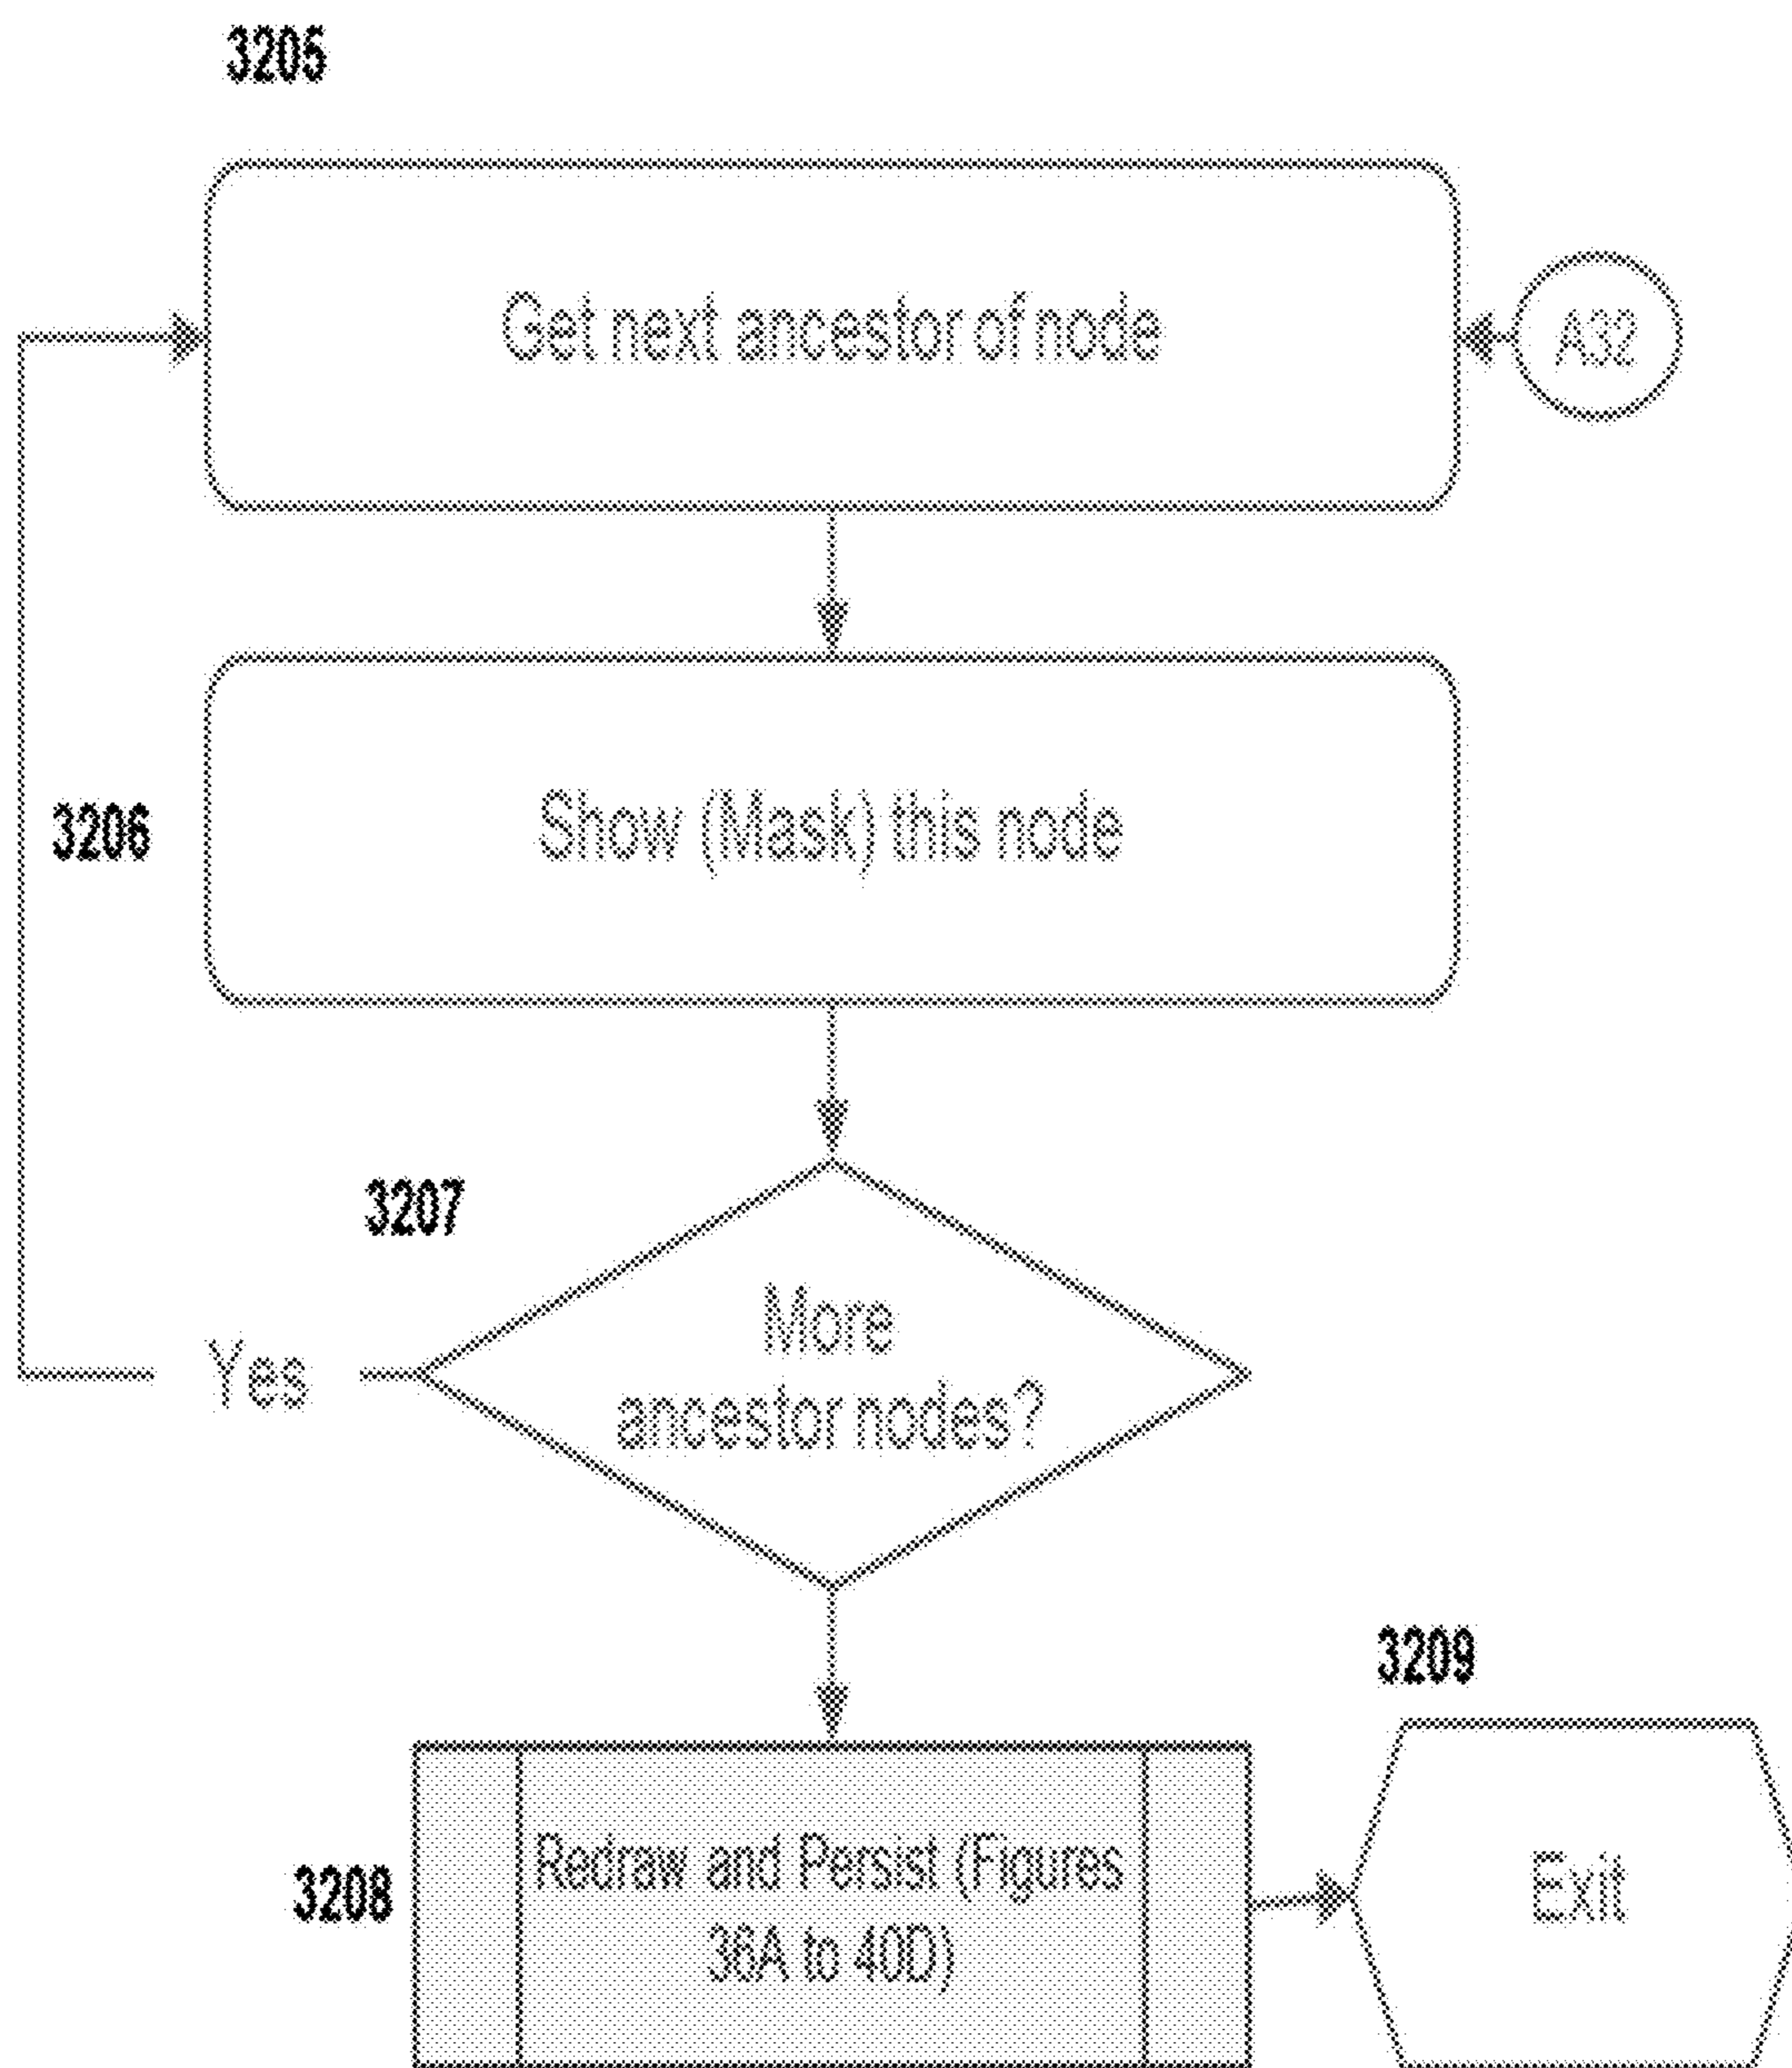 3205
Get next ancestor of node
A32
3206
Show (Mask) this node
3207
More
ancestor nodes?
Yes
3209
3208
Redraw and Persist (Figures
36A to 40D)
Exit